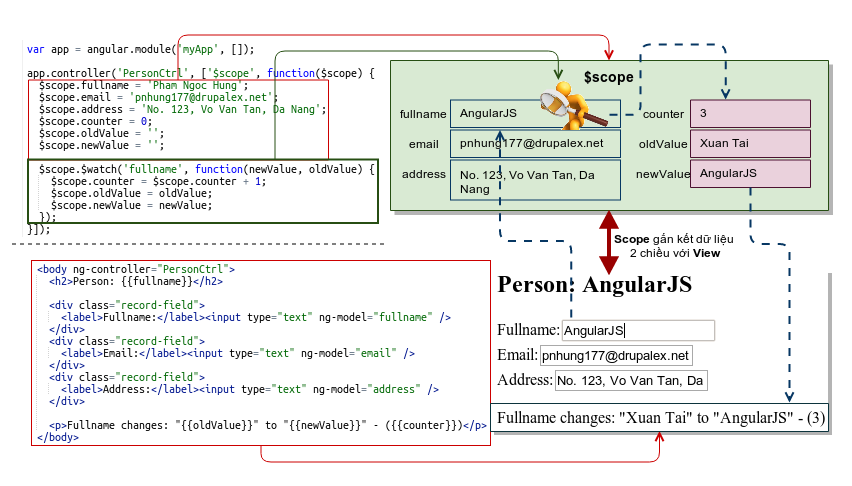 var app = angular.module('myApp', []);
app.controller('PersonCtrl', ['$scope', function($scope) {
$scope.fullname = 'Pham Ngoc Hung';
$scope.email = 'pnhung177@drupalex.net';
$scope.address = 'No. 123, Vo Van Tan, Da Nang';
$scope.counter = 0;
$scope.oldValue = '';
$scope.newValue = '';
$scope.$watch('fullname', function(newValue, oldValue) {
$scope.counter = $scope.counter + 1;
$scope.oldValue = oldValue;
$scope.newValue = newValue;
});
}]);
$scope
fullname
AngularJS
email
pnhung177@drupalex.net
address
No. 123, Vo Van Tan, Da
Nang
counter
3
oldValue
Xuan Tai
newValue
AngularJS
Scope gắn kết dữ liệu
2 chiều với View
<body ng-controller="PersonCtrl">
<h2>Person: {{fullname}}</h2>
<div class="record-field">
<label>Fullname:</label><input type="text" ng-model="fullname" />
</div>
<div class="record-field">
<label>Email:</label><input type="text" ng-model="email" />
</div>
<div class="record-field">
<label>Address:</label><input type="text" ng-model="address" />
</div>
<p>Fullname changes: "{{oldValue}}" to "{{newValue}}" - ({{counter}})</p>
</body>
Person: AngularJS
Fullname: AngularJS
Email: pnhung177@drupalex.net
Address: No. 123, Vo Van Tan, Da
Fullname changes: "Xuan Tai" to "AngularJS" - (3)